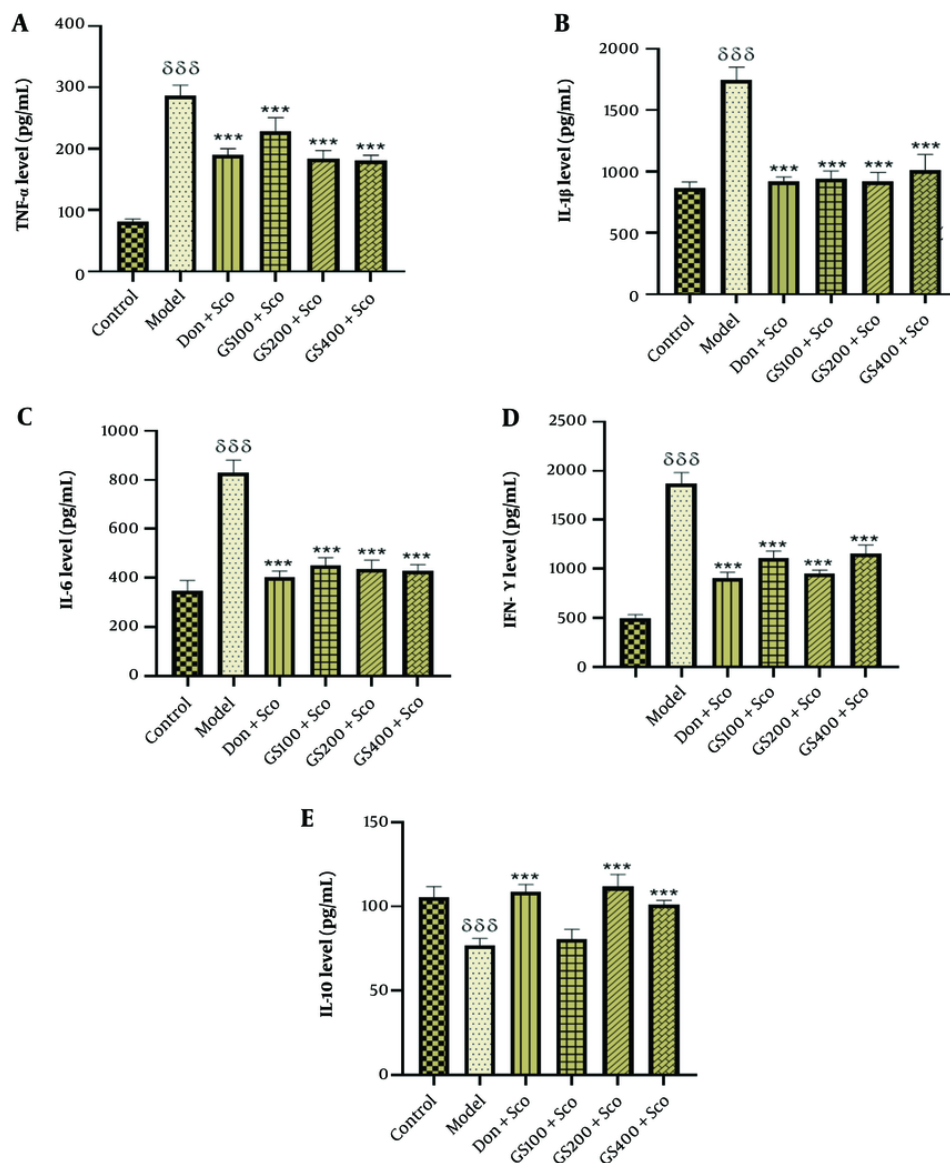 A
TNF-α level (pg/mL)
400
300
200
100
0
δδδ
***
***
***
***
Control
Model
Don + Sco
GS100 + Sco
GS200 + Sco
GS400 + Sco
B
IL-1β level (pg/mL)
2000
1500
1000
500
0
δδδ
***
***
***
***
Control
Model
Don + Sco
GS100 + Sco
GS200 + Sco
GS400 + Sco
C
IL-6 level (pg/mL)
1000
800
600
400
200
0
δδδ
***
***
***
***
Control
Model
Don + Sco
GS100 + Sco
GS200 + Sco
GS400 + Sco
D
IFN- ϒ level (pg/mL)
2500
2000
1500
1000
500
0
δδδ
***
***
***
***
Model
Don + Sco
GS100 + Sco
GS200 + Sco
GS400 + Sco
E
IL-10 level (pg/mL)
150
100
50
0
δδδ
***
***
***
Control
Model
Don + Sco
GS100 + Sco
GS200 + Sco
GS400 + Sco